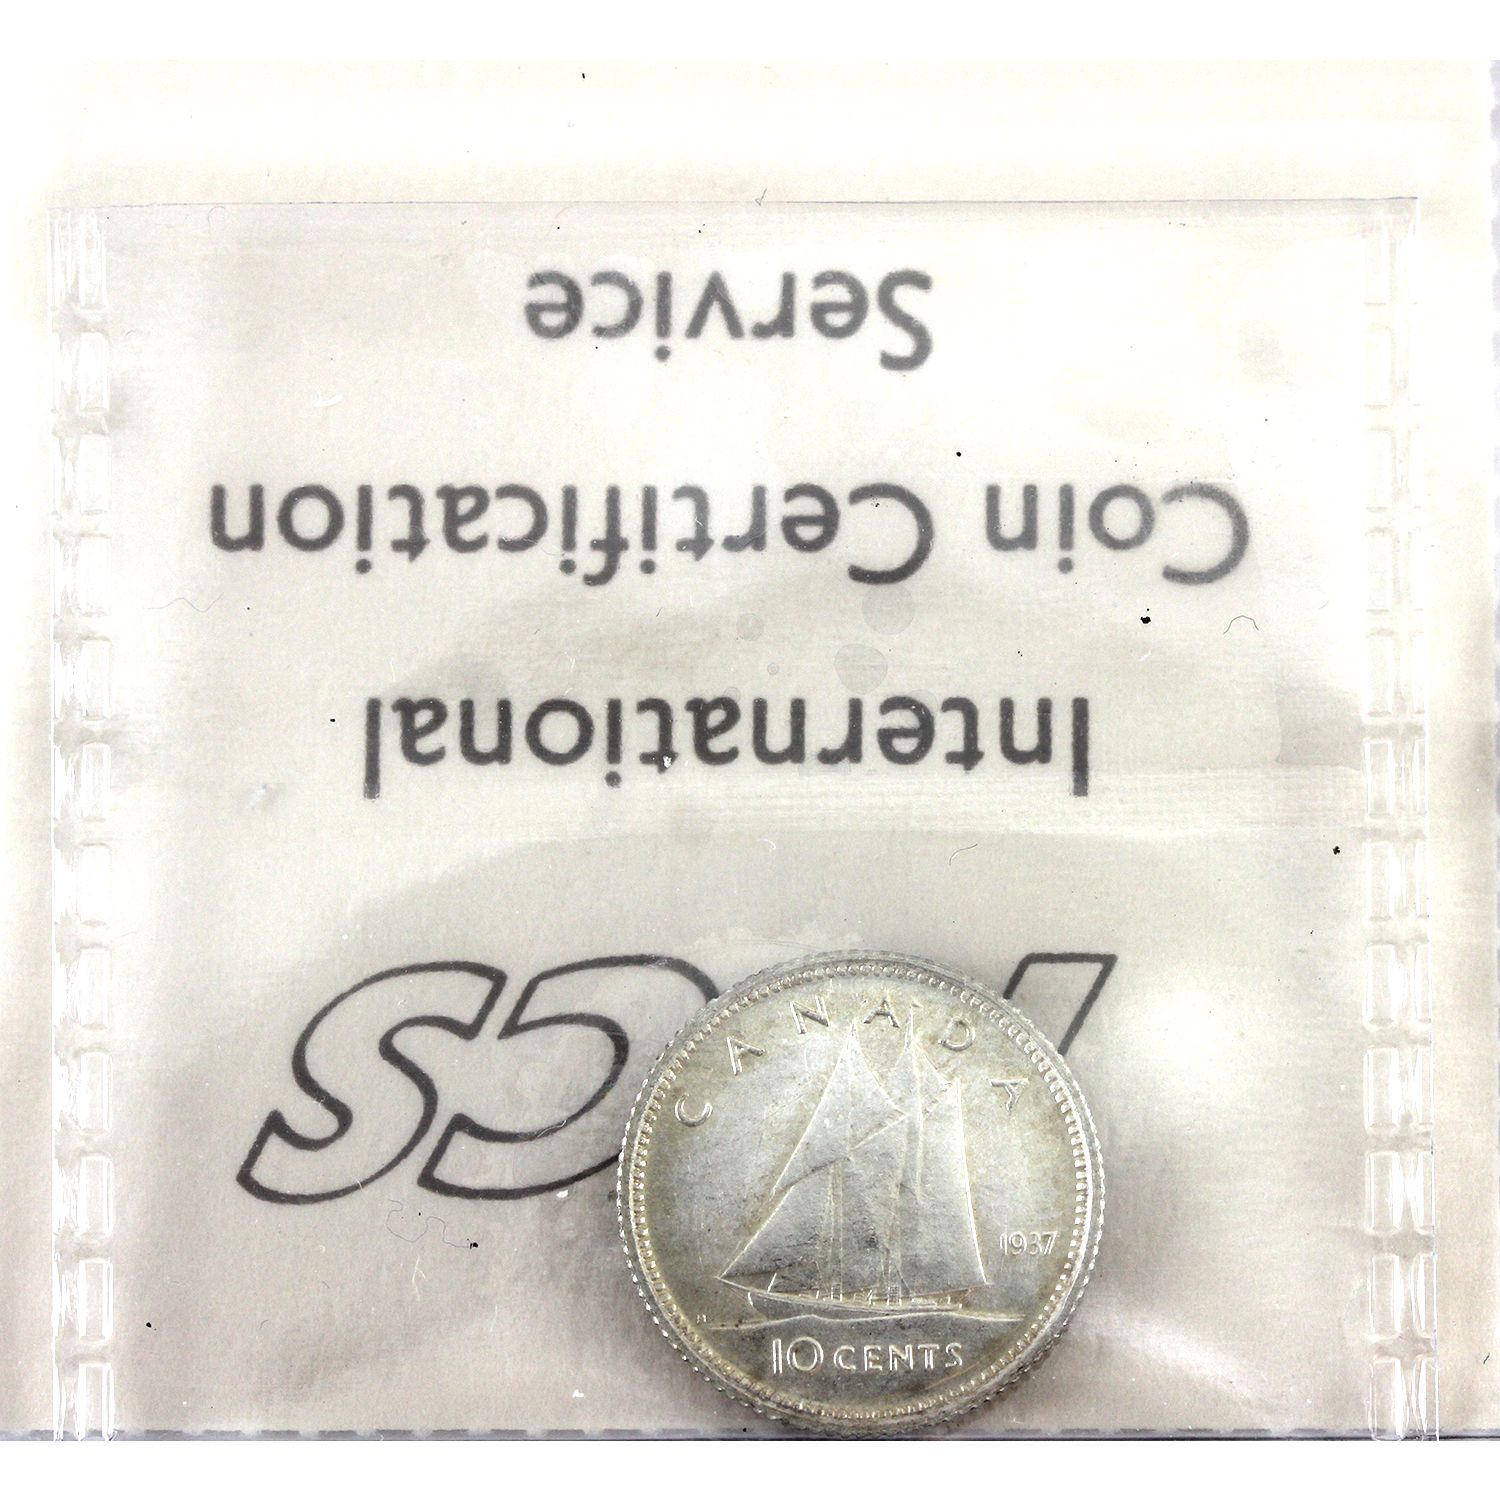 ICCS
International
Coin Certification
Service
CANADA
1937
H
10 CENTS